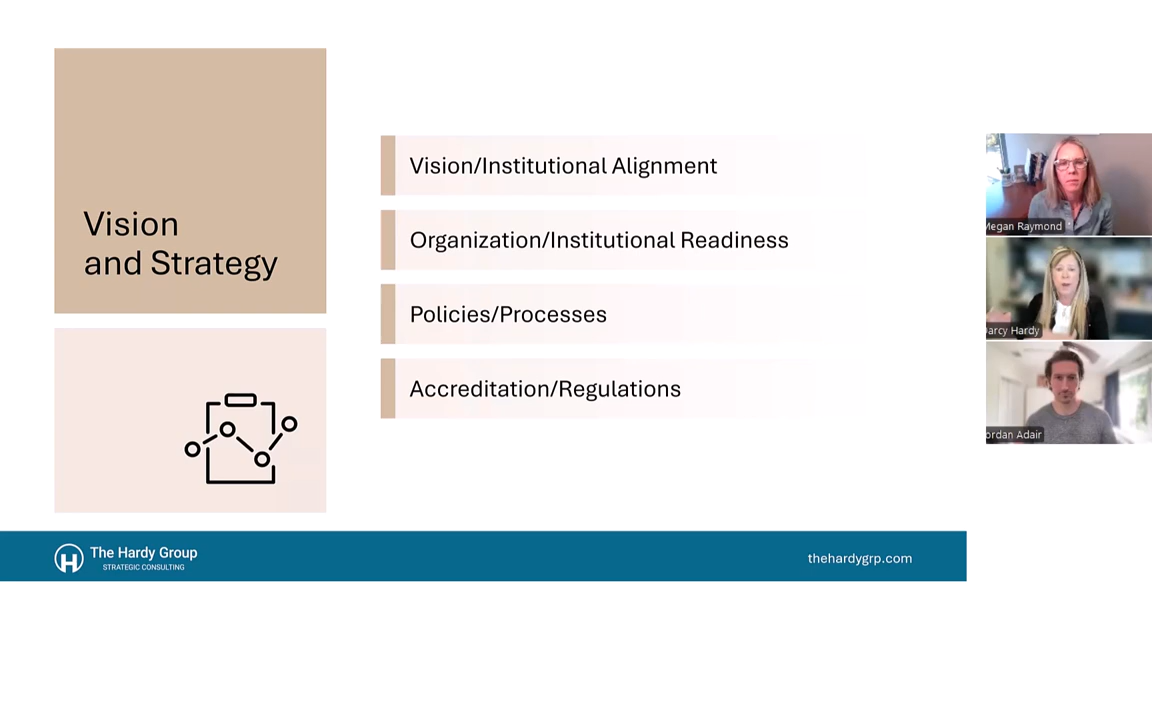 Vision
and Strategy
Vision/Institutional Alignment
Organization/Institutional Readiness
Policies/Processes
Accreditation/Regulations
Megan Raymond
Darcy Hardy
ordan Adair
The Hardy Group
STRATEGIC CONSULTING
thehardygrp.com